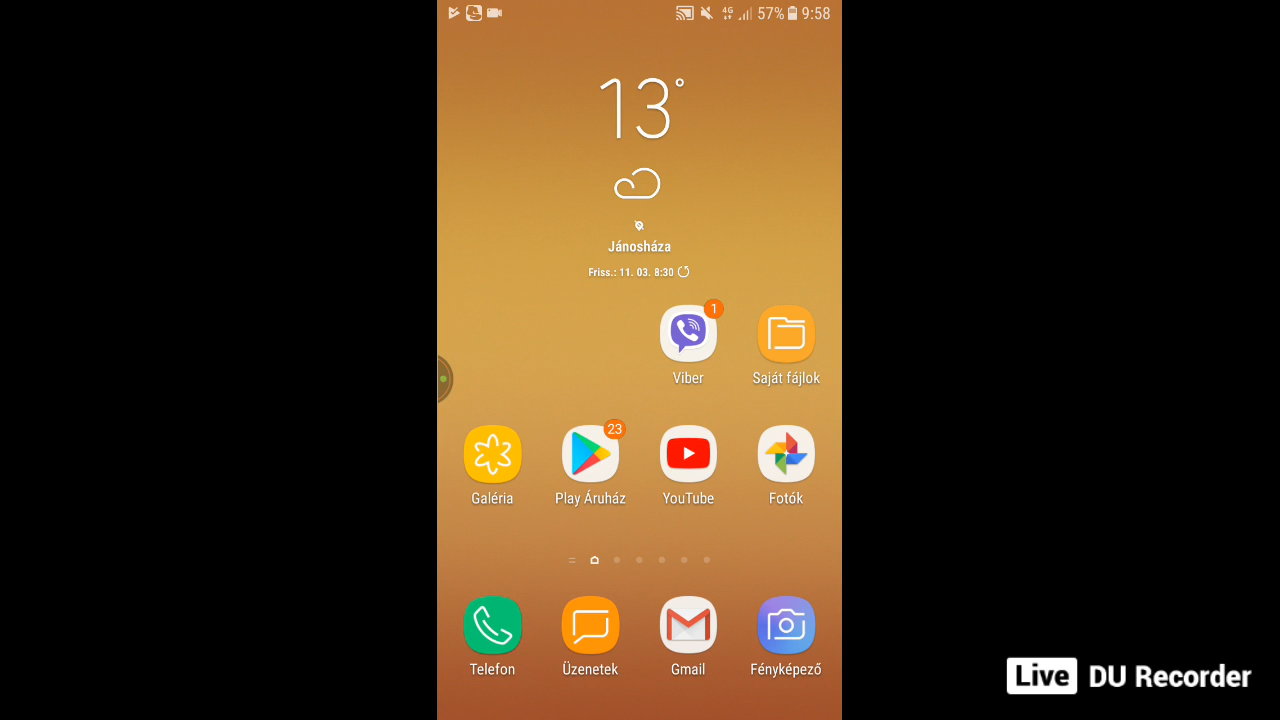 4G 57% 9:58
13°
Jánosháza
Friss.: 11. 03. 8:30
1
Viber
Saját fájlok
23
Galéria
Play Áruház
YouTube
Fotók
Telefon
Üzenetek
Gmail
Fényképező
Live DU Recorder